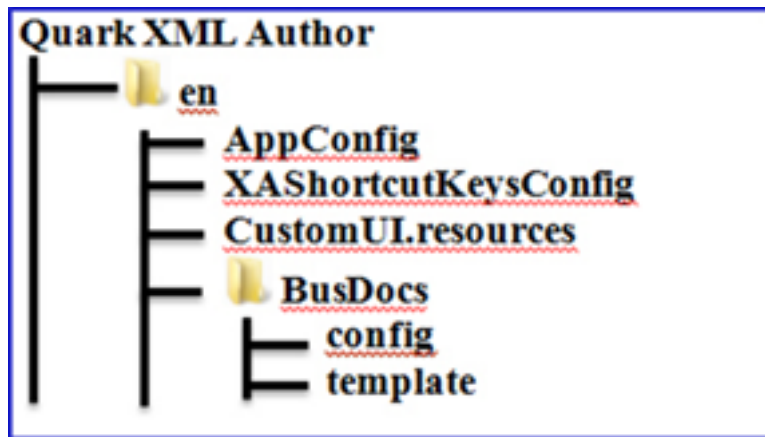 Quark XML Author
en
AppConfig
XAShortcutKeysConfig
CustomUI.resources
BusDocs
config
template